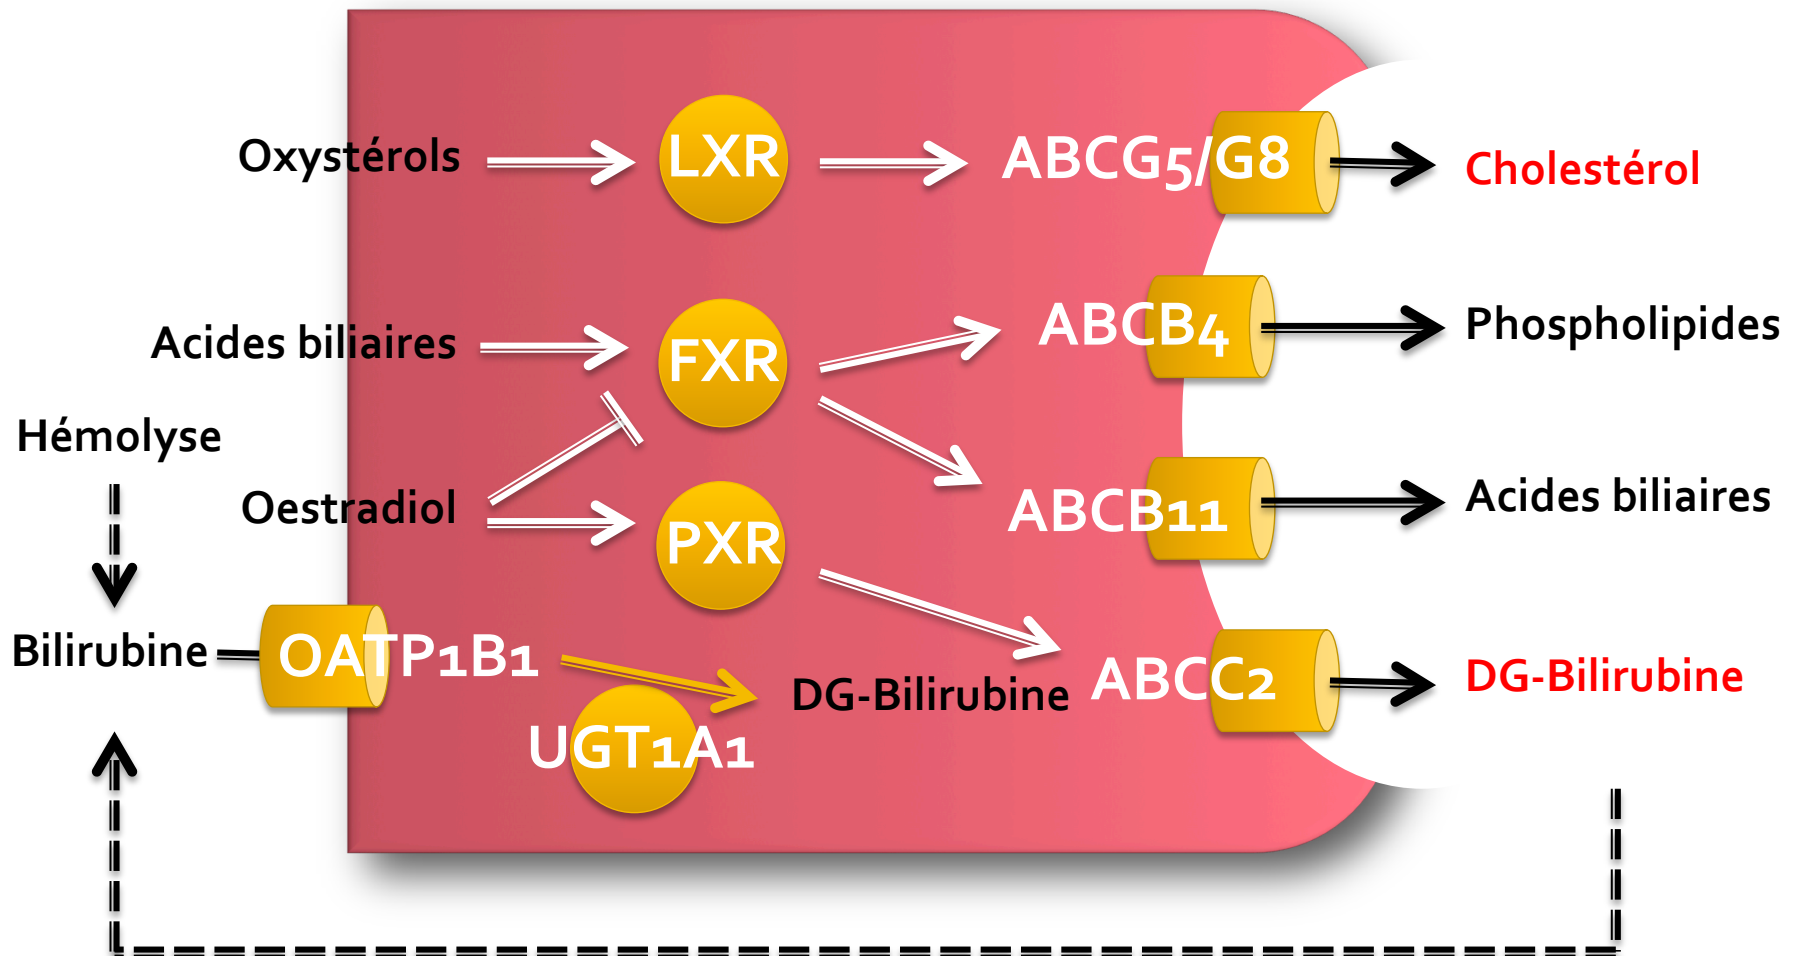 Oxystérols
LXR
ABCG5/G8
Cholestérol
Acides biliaires
FXR
ABCB4
Phospholipides
Hémolyse
Oestradiol
PXR
ABCB11
Acides biliaires
Bilirubine
OATP1B1
DG-Bilirubine
ABCC2
DG-Bilirubine
UGT1A1